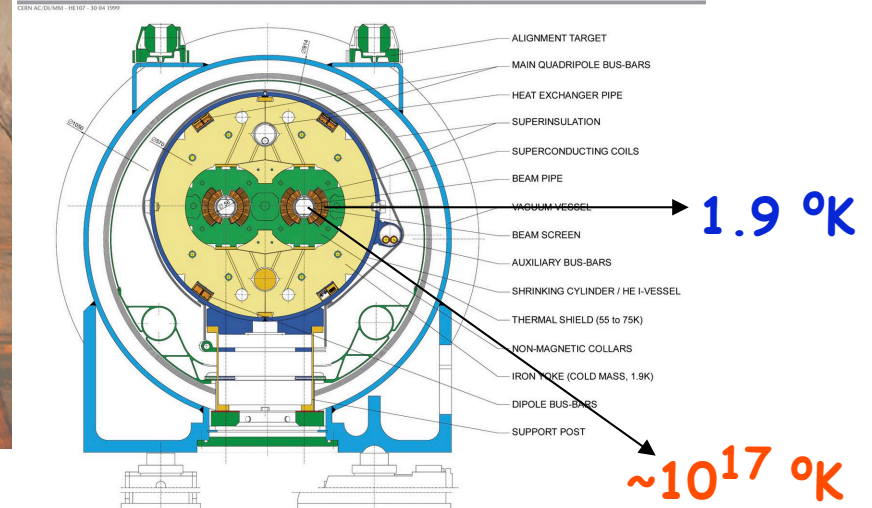 CERN AC/DI/MM - HE107 - 30 04 1999
ALIGNMENT TARGET
MAIN QUADRIPOLE BUS-BARS
HEAT EXCHANGER PIPE
SUPERINSULATION
SUPERCONDUCTING COILS
BEAM PIPE
VACUUM VESSEL
BEAM SCREEN
AUXILIARY BUS-BARS
SHRINKING CYLINDER / HE I-VESSEL
THERMAL SHIELD (55 to 75K)
NON-MAGNETIC COLLARS
IRON YOKE (COLD MASS, 1.9K)
DIPOLE BUS-BARS
SUPPORT POST
∅914
∅1050
∅570
1.9 ºK
~10¹⁷ ºK